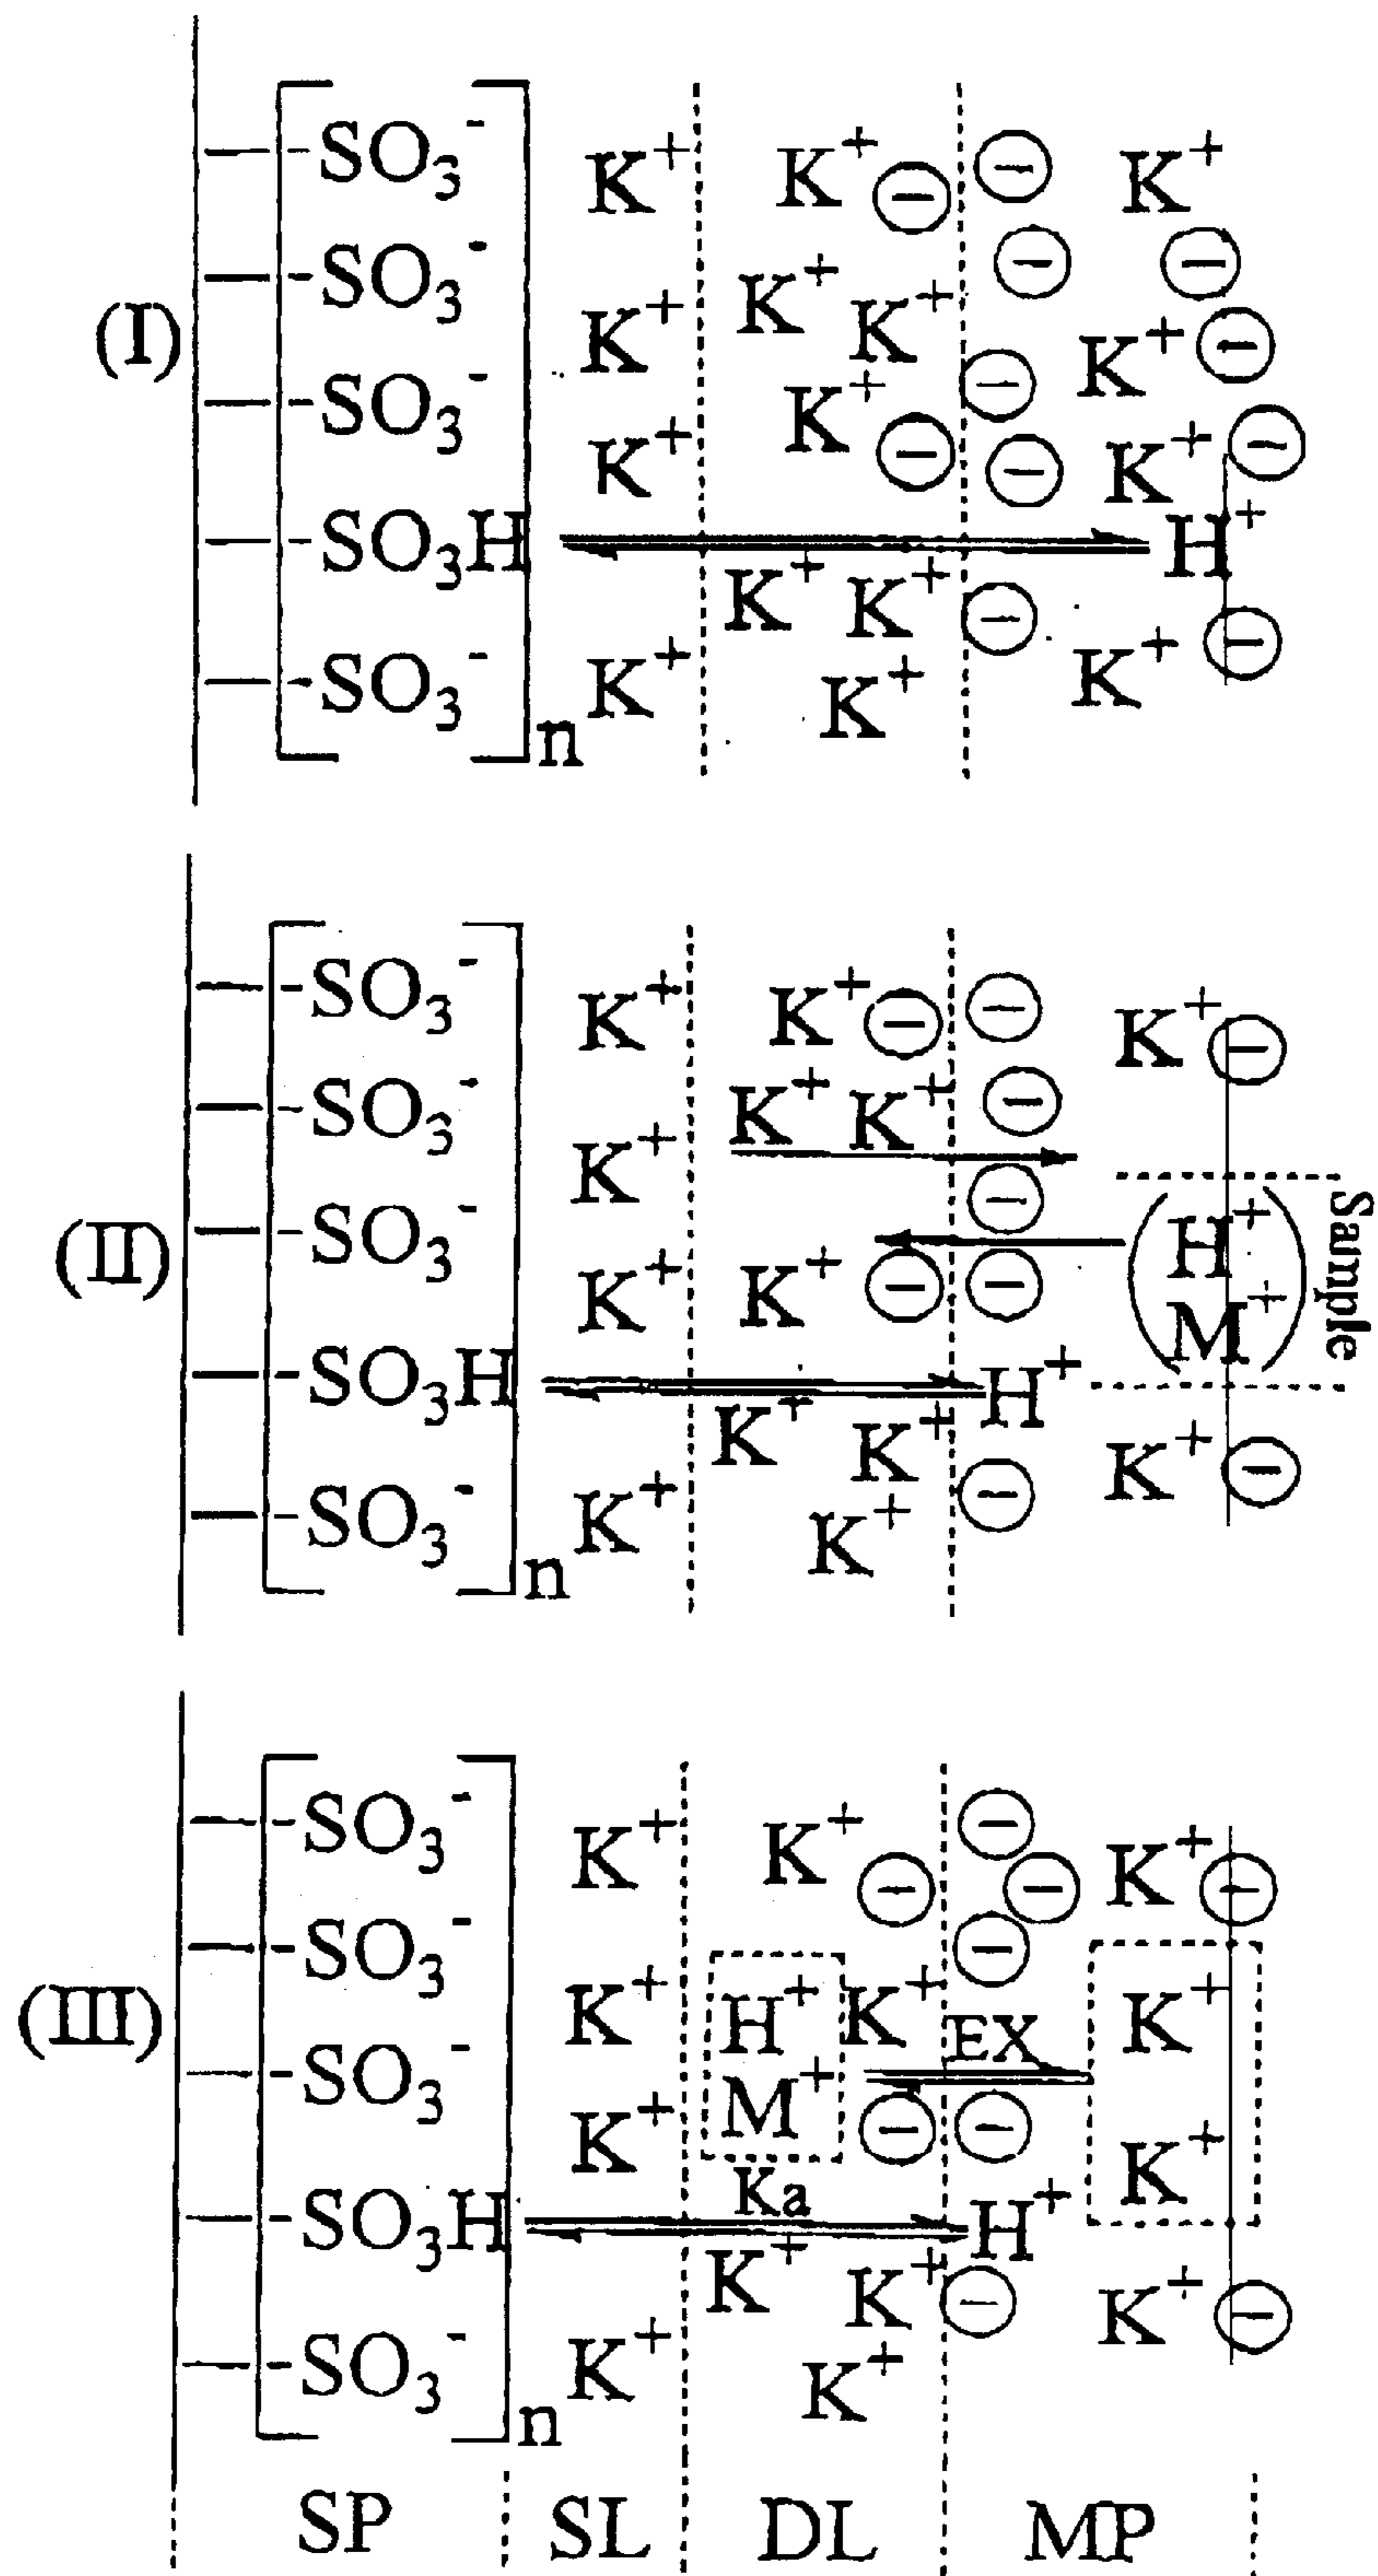 (I)
SO₃⁻ K⁺ K⁺ ⊖ ⊖ K⁺
SO₃⁻ K⁺ K⁺ K⁺ ⊖ ⊖
SO₃⁻ K⁺ K⁺ ⊖ ⊖ ⊖ K⁺ ⊖ K⁺ ⊖
SO₃H H⁺
K⁺ K⁺ ⊖ ⊖
SO₃⁻ K⁺ K⁺ K⁺
n
(II)
SO₃⁻ K⁺ K⁺ ⊖ ⊖ K⁺ ⊖
SO₃⁻ K⁺ K⁺ K⁺ ⊖
SO₃⁻ K⁺ K⁺ ⊖ ⊖ ⊖ (H⁺ M⁺) Sample
SO₃H H⁺
K⁺ K⁺ K⁺ ⊖
SO₃⁻ K⁺ K⁺ ⊖
n
(III)
SO₃⁻ K⁺ K⁺ ⊖ ⊖ ⊖ K⁺ ⊖
SO₃⁻ K⁺ H⁺ K⁺ ⊖ K⁺
EX
SO₃⁻ K⁺ M⁺ ⊖ ⊖ K⁺
Ka
SO₃H H⁺
K⁺ K⁺ ⊖ K⁺ ⊖
SO₃⁻ K⁺ K⁺
n
SP SL DL MP